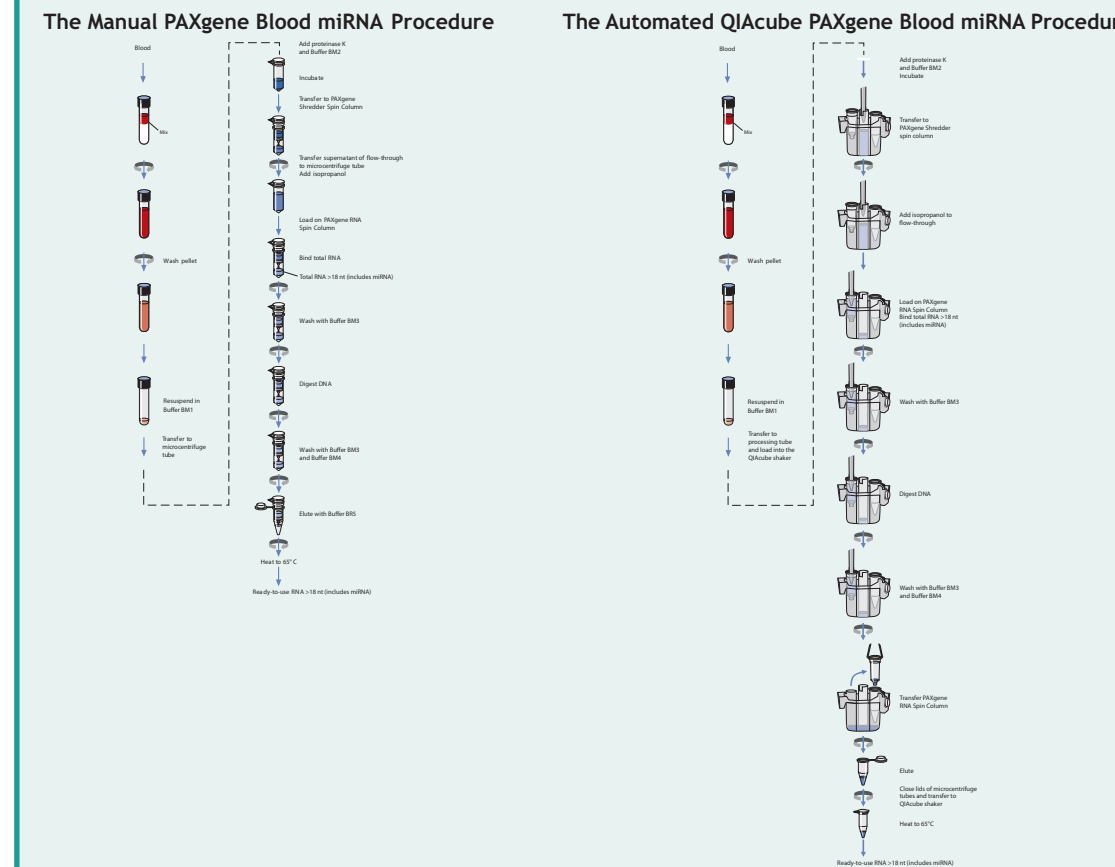 The Manual PAXgene Blood miRNA Procedure
Blood
Mix
Wash pellet
Resuspend in
Buffer BM1
Transfer to
microcentrifuge
tube
Add proteinase K
and Buffer BM2
Incubate
Transfer to PAXgene
Shredder Spin Column
Transfer supernatant of flow-through
to microcentrifuge tube
Add isopropanol
Load on PAXgene RNA
Spin Column
Bind total RNA
Total RNA >18 nt (includes miRNA)
Wash with Buffer BM3
Digest DNA
Wash with Buffer BM3
and Buffer BM4
Elute with Buffer BR5
Heat to 65° C
Ready-to-use RNA >18 nt (includes miRNA)
The Automated QIAcube PAXgene Blood miRNA Procedur
Blood
Mix
Wash pellet
Resuspend in
Buffer BM1
Transfer to
processing tube
and load into the
QIAcube shaker
Add proteinase K
and Buffer BM2
Incubate
Transfer to
PAXgene Shredder
spin column
Add isopropanol to
flow-through
Load on PAXgene
RNA Spin Column
Bind total RNA >18 nt
(includes miRNA)
Wash with Buffer BM3
Digest DNA
Wash with Buffer BM3
and Buffer BM4
Transfer PAXgene
RNA Spin Column
Elute
Close lids of microcentrifuge
tubes and transfer to
QIAcube shaker
Heat to 65°C
Ready-to-use RNA >18 nt (includes miRNA)